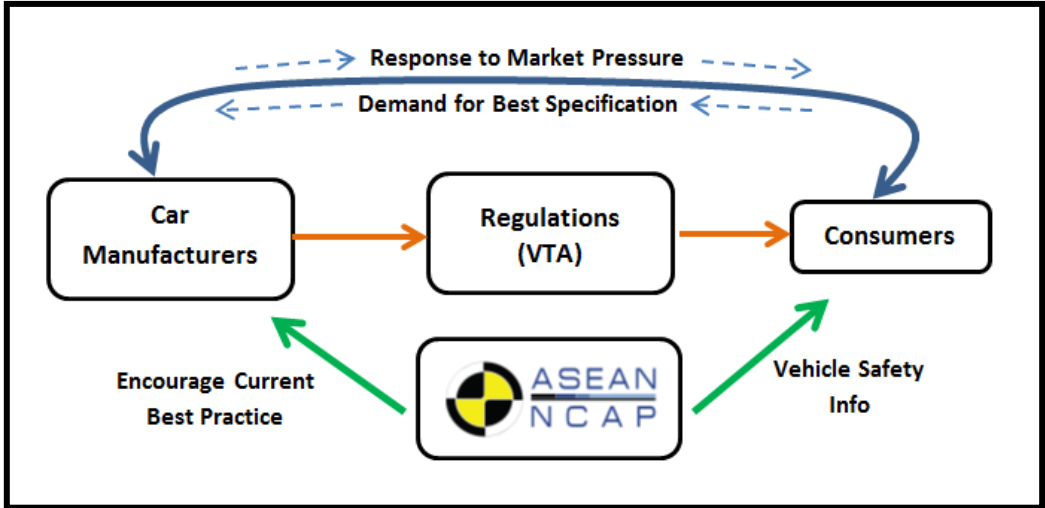 Response to Market Pressure
Demand for Best Specification
Car
Manufacturers
Regulations
(VTA)
Consumers
Encourage Current
Best Practice
ASEAN
NCAP
Vehicle Safety
Info